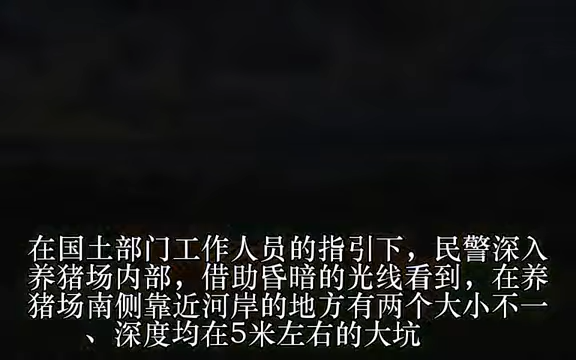 在国土部门工作人员的指引下，民警深入
养猪场内部，借助昏暗的光线看到，在养
猪场南侧靠近河岸的地方有两个大小不一
、深度均在5米左右的大坑